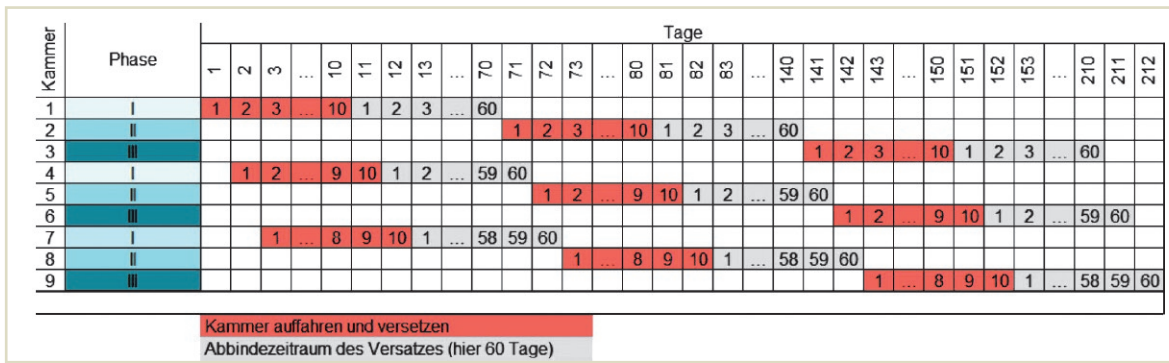 Kammer Phase Tage
1 2 3 ... 10 11 12 13 ... 70 71 72 73 ... 80 81 82 83 ... 140 141 142 143 ... 150 151 152 153 ... 210 211 212
1 I 1 2 3 ... 10 1 2 3 ... 60
2 II 1 2 3 ... 10 1 2 3 ... 60
3 III 1 2 3 ... 10 1 2 3 ... 60
4 I 1 2 ... 9 10 1 2 ... 59 60
5 II 1 2 ... 9 10 1 2 ... 59 60
6 III 1 2 ... 9 10 1 2 ... 59 60
7 I 1 ... 8 9 10 1 ... 58 59 60
8 II 1 ... 8 9 10 1 ... 58 59 60
9 III 1 ... 8 9 10 1 ... 58 59 60
Kammer auffahren und versetzen
Abbindezeitraum des Versatzes (hier 60 Tage)